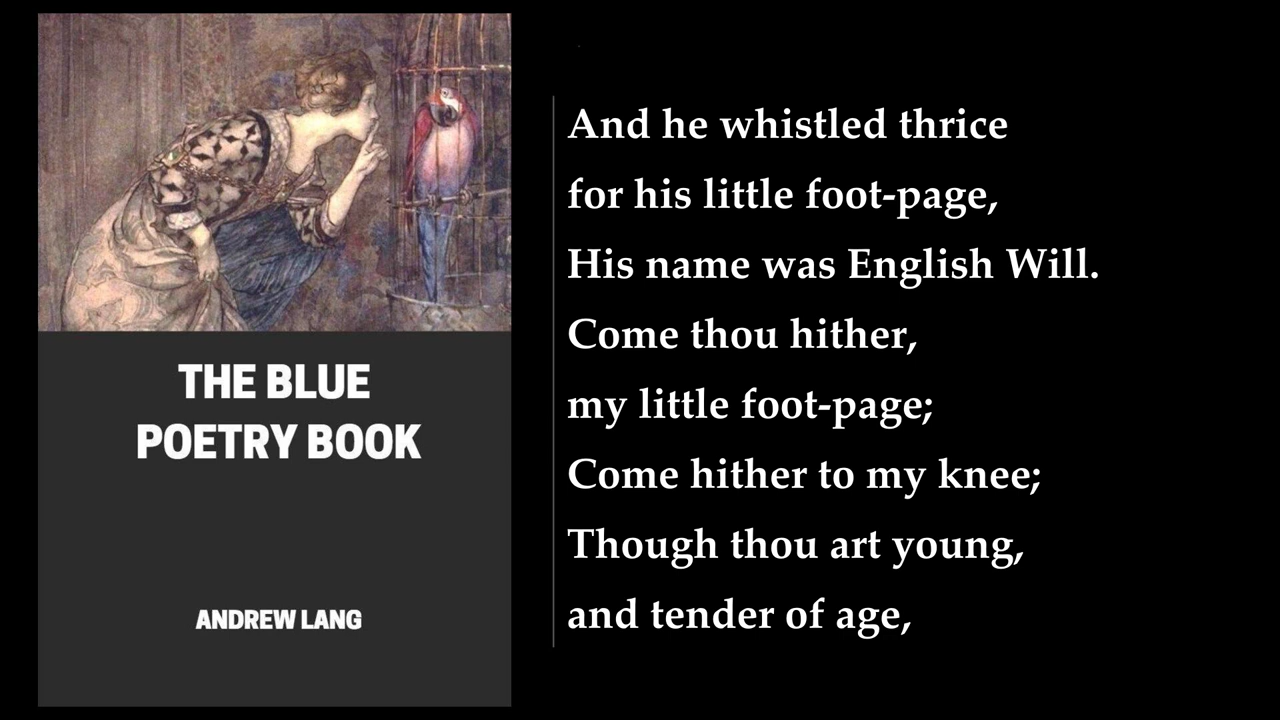 THE BLUE
POETRY BOOK
ANDREW LANG
And he whistled thrice
for his little foot-page,
His name was English Will.
Come thou hither,
my little foot-page;
Come hither to my knee;
Though thou art young,
and tender of age,